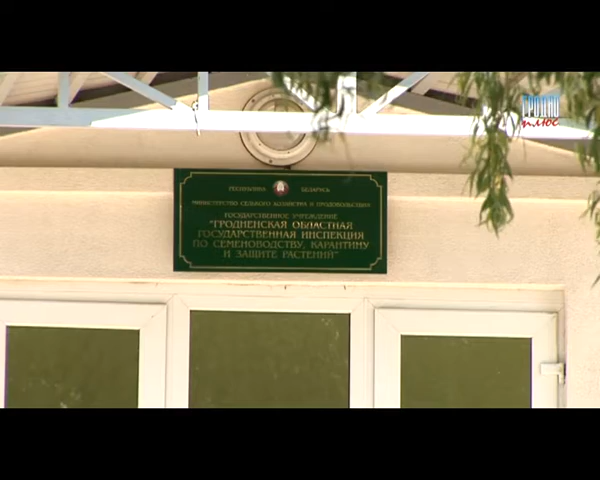 ГРОДНО
плюс
РЕСПУБЛИКА БЕЛАРУСЬ
МИНИСТЕРСТВО СЕЛЬСКОГО ХОЗЯЙСТВА И ПРОДОВОЛЬСТВИЯ
ГОСУДАРСТВЕННОЕ УЧРЕЖДЕНИЕ
"ГРОДНЕНСКАЯ ОБЛАСТНАЯ
ГОСУДАРСТВЕННАЯ ИНСПЕКЦИЯ
ПО СЕМЕНОВОДСТВУ, КАРАНТИНУ
И ЗАЩИТЕ РАСТЕНИЙ"